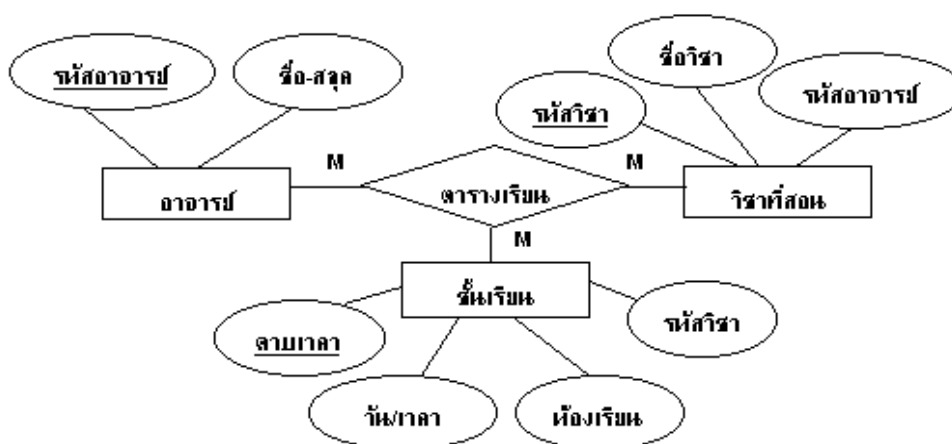 ชื่อวิชา
รหัสอาจารย์
ชื่อ-สกุล
รหัสอาจารย์
รหัสวิชา
M
M
อาจารย์
ตารางเรียน
วิชาที่สอน
M
ชั้นเรียน
รหัสวิชา
คาบเวลา
วัน/เวลา
ห้องเรียน